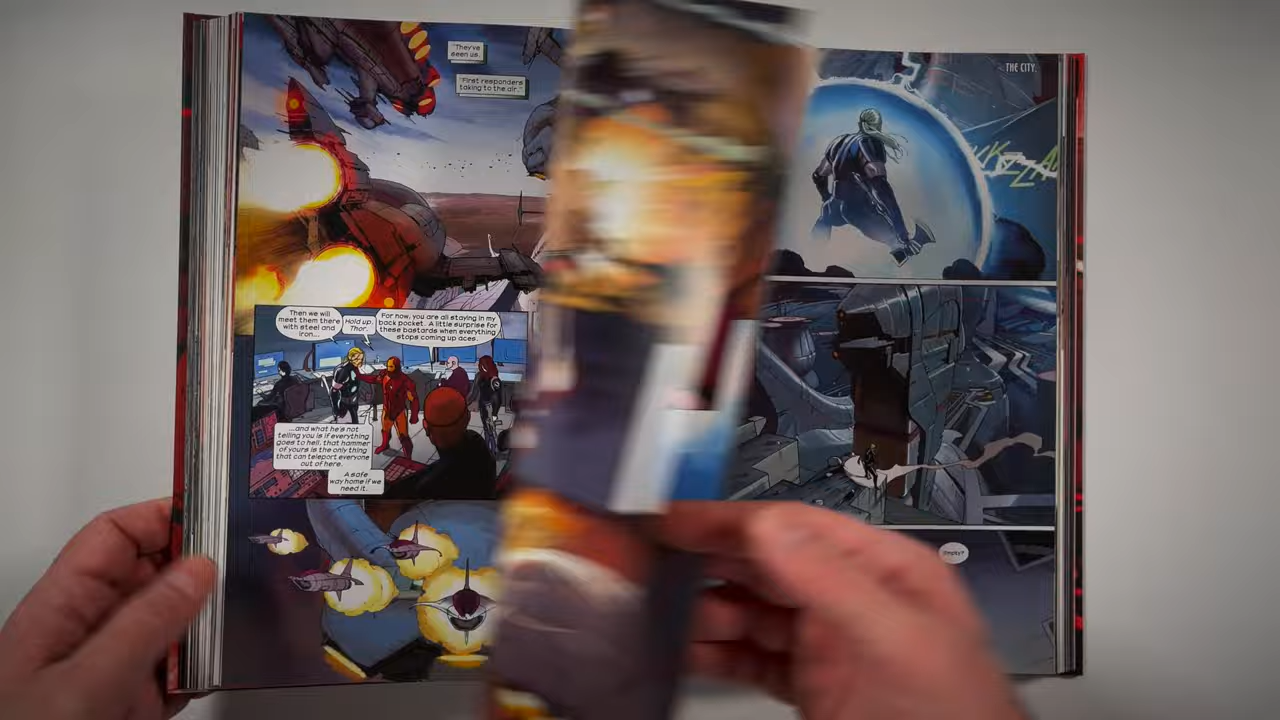 "They've
seen us.
"First responders
taking to the air."
Then we will
meet them there
with steel and
iron...
Hold up,
Thor.
For now, you are all staying in my
back pocket. A little surprise for
these bastards when everything
stops coming up aces.
...and what he's not
telling you is if everything
goes to hell, that hammer
of yours is the only thing
that can teleport everyone
out of here.
A safe
way home if we
need it.
THE CITY.
Empty?